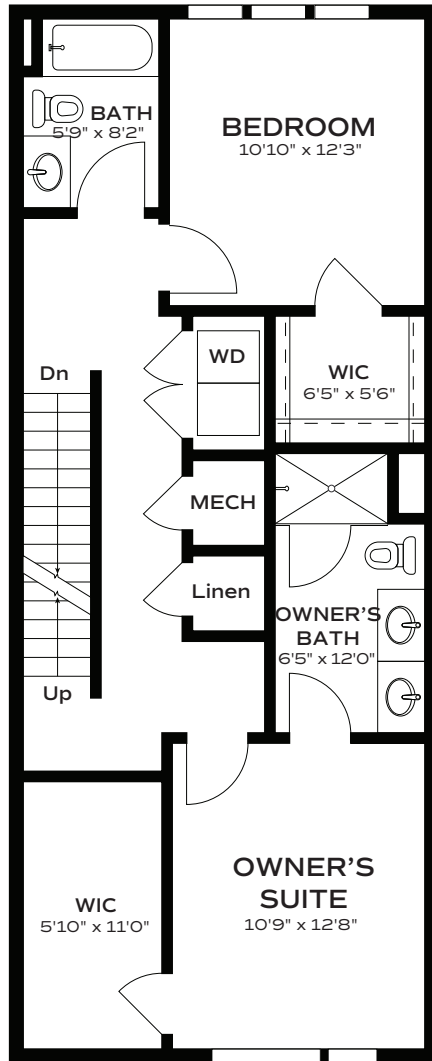 BATH
5'9" x 8'2"
BEDROOM
10'10" x 12'3"
Dn
WD
WIC
6'5" x 5'6"
MECH
Linen
OWNER'S
BATH
6'5" x 12'0"
Up
OWNER'S
SUITE
10'9" x 12'8"
WIC
5'10" x 11'0"